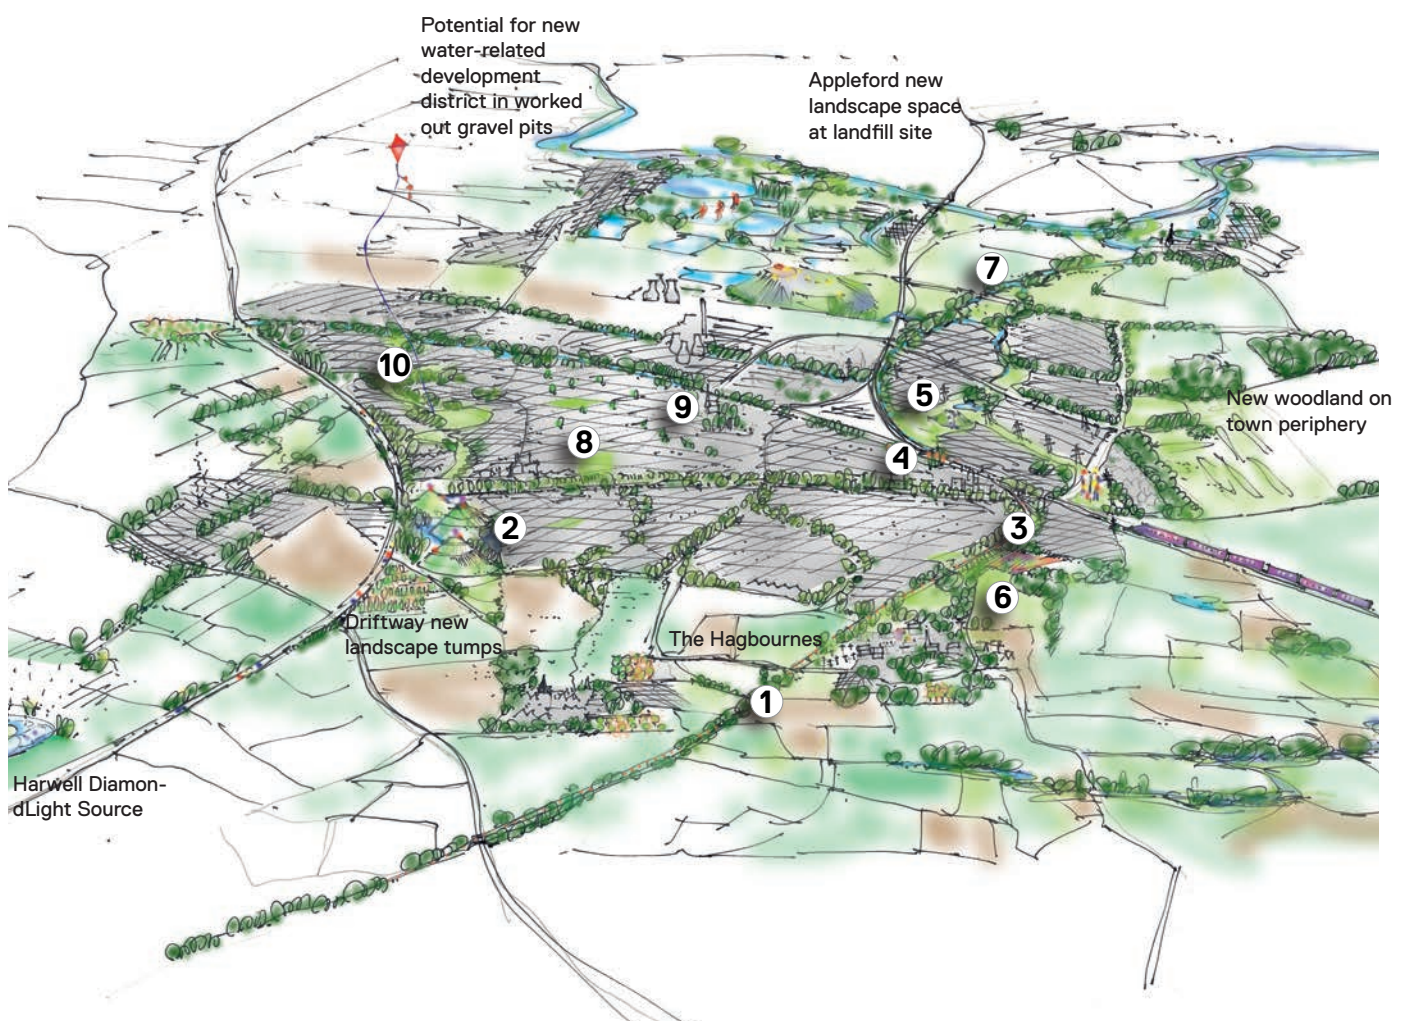 Potential for new
water-related
development
district in worked
out gravel pits
Appleford new
landscape space
at landfill site
7
10
5
New woodland on
town periphery
9
8
4
2
3
6
Driftway new
landscape tumps
The Hagbournes
1
Harwell Diamon-
dLight Source